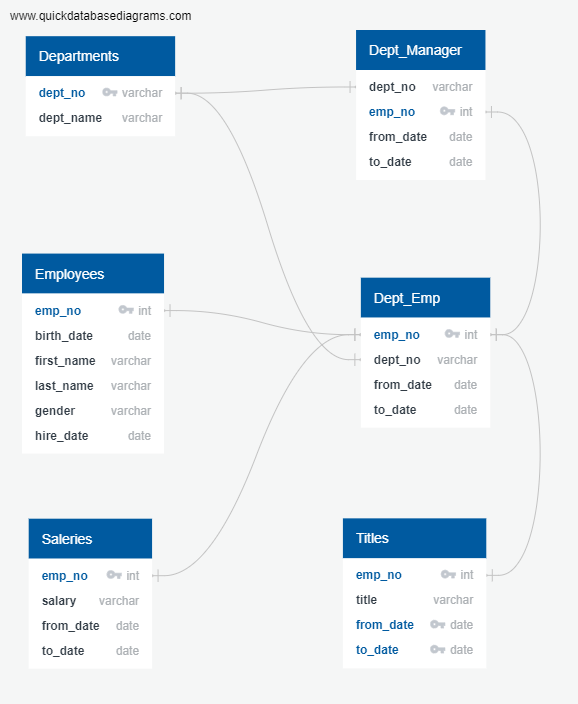 www.quickdatabasediagrams.com
Departments
dept_no varchar
dept_name varchar
Dept_Manager
dept_no varchar
emp_no int
from_date date
to_date date
Employees
emp_no int
birth_date date
first_name varchar
last_name varchar
gender varchar
hire_date date
Dept_Emp
emp_no int
dept_no varchar
from_date date
to_date date
Saleries
emp_no int
salary varchar
from_date date
to_date date
Titles
emp_no int
title varchar
from_date date
to_date date